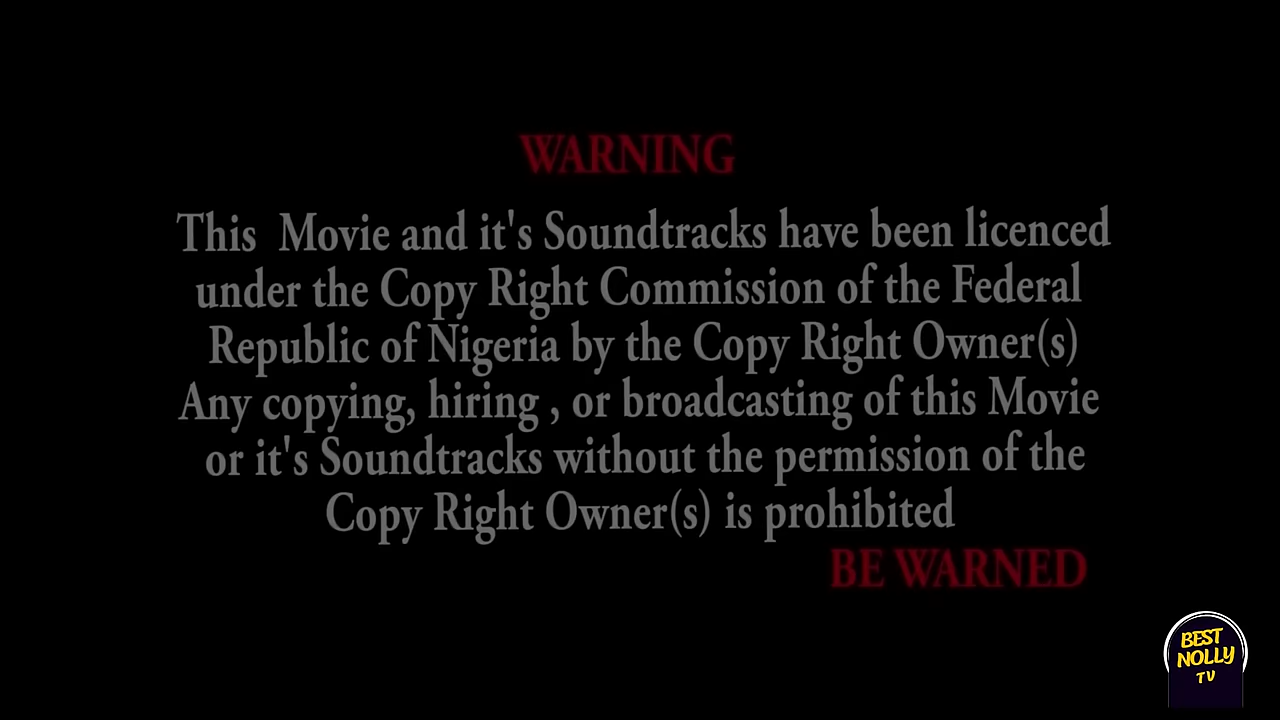 WARNING
This  Movie and it's Soundtracks have been licenced
under the Copy Right Commission of the Federal
Republic of Nigeria by the Copy Right Owner(s)
Any copying, hiring , or broadcasting of this Movie
or it's Soundtracks without the permission of the
Copy Right Owner(s) is prohibited
BE WARNED
BEST
NOLLY
TV